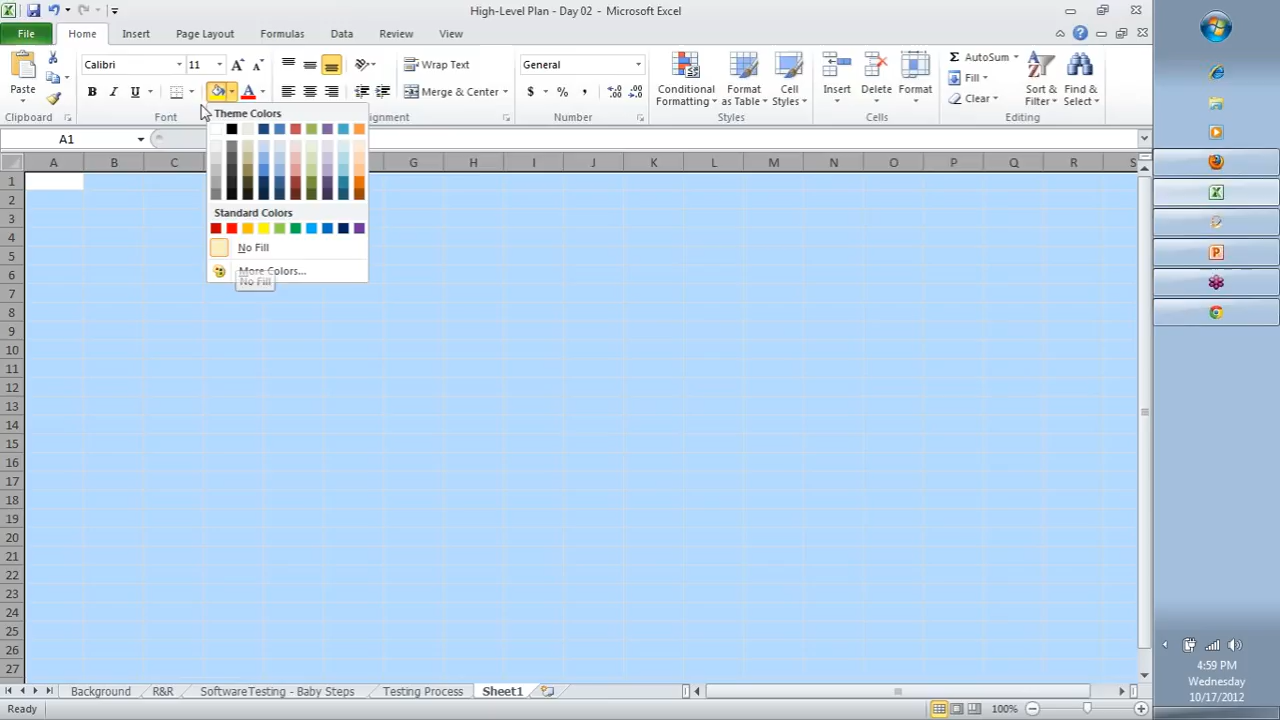 High-Level Plan - Day 02 - Microsoft Excel
File Home Insert Page Layout Formulas Data Review View
Calibri 11 Wrap Text General AutoSum
Paste B I U Merge & Center $ % , Conditional Formatting Format as Table Cell Styles Insert Delete Format Fill Clear Sort & Filter Find & Select
Clipboard Font Number Styles Cells Editing
A1
A B C G H I J K L M N O P Q R S
Theme Colors
Standard Colors
No Fill
More Colors...
No Fill
1
2
3
4
5
6
7
8
9
10
11
12
13
14
15
16
17
18
19
20
21
22
23
24
25
26
27
Background R&R SoftwareTesting - Baby Steps Testing Process Sheet1
Ready 100%
4:59 PM
Wednesday
10/17/2012